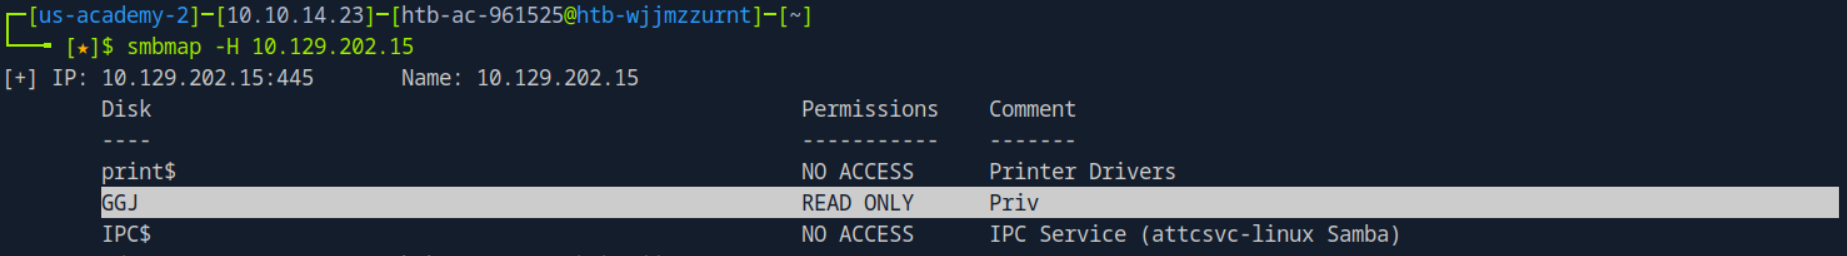 ┌─[us-academy-2]─[10.10.14.23]─[htb-ac-961525@htb-wjjmzzurnt]─[~]
└──╼ [★]$ smbmap -H 10.129.202.15
[+] IP: 10.129.202.15:445 Name: 10.129.202.15
Disk Permissions Comment
---- ----------- -------
print$ NO ACCESS Printer Drivers
GGJ READ ONLY Priv
IPC$ NO ACCESS IPC Service (attcsvc-linux Samba)